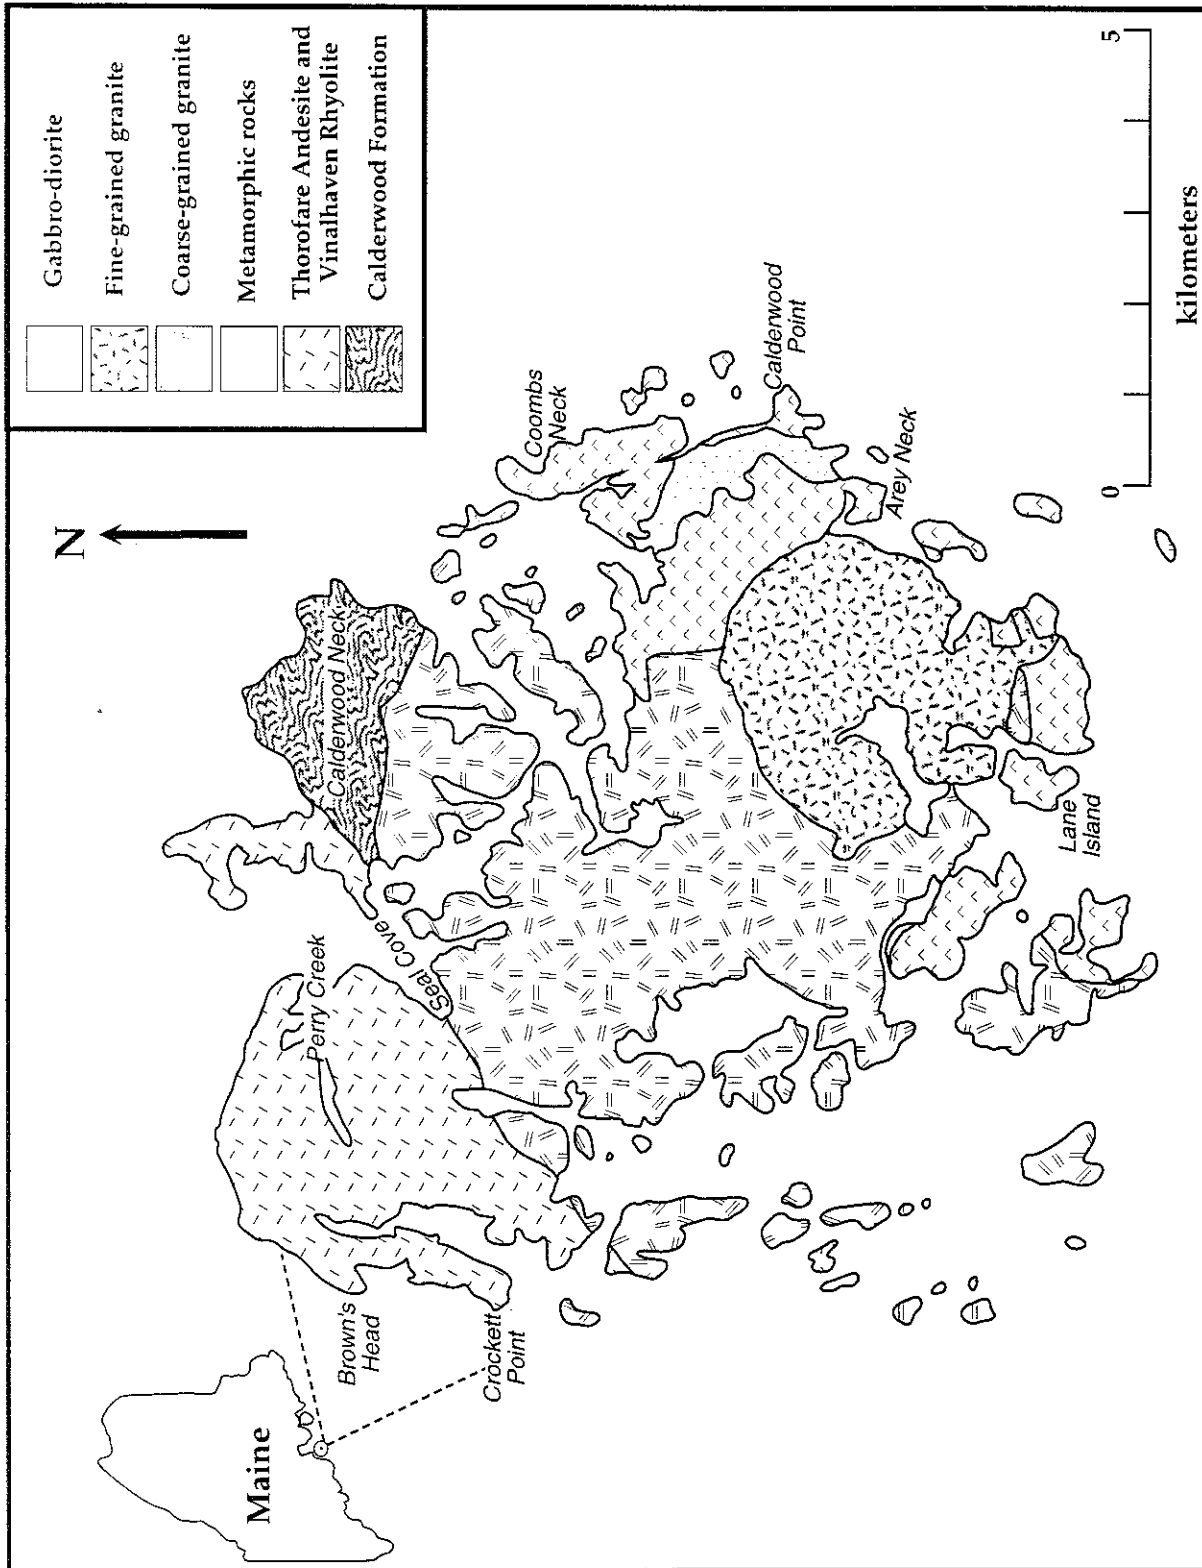 Gabbro-diorite
Fine-grained granite
Coarse-grained granite
Metamorphic rocks
Thorofare Andesite and
Vinalhaven Rhyolite
Calderwood Formation
N
Maine
Brown's
Head
Crockett
Point
Perry Creek
Seal Cove
Calderwood Neck
Coombs
Neck
Calderwood
Point
Arey Neck
Lane
Island
0
5
kilometers